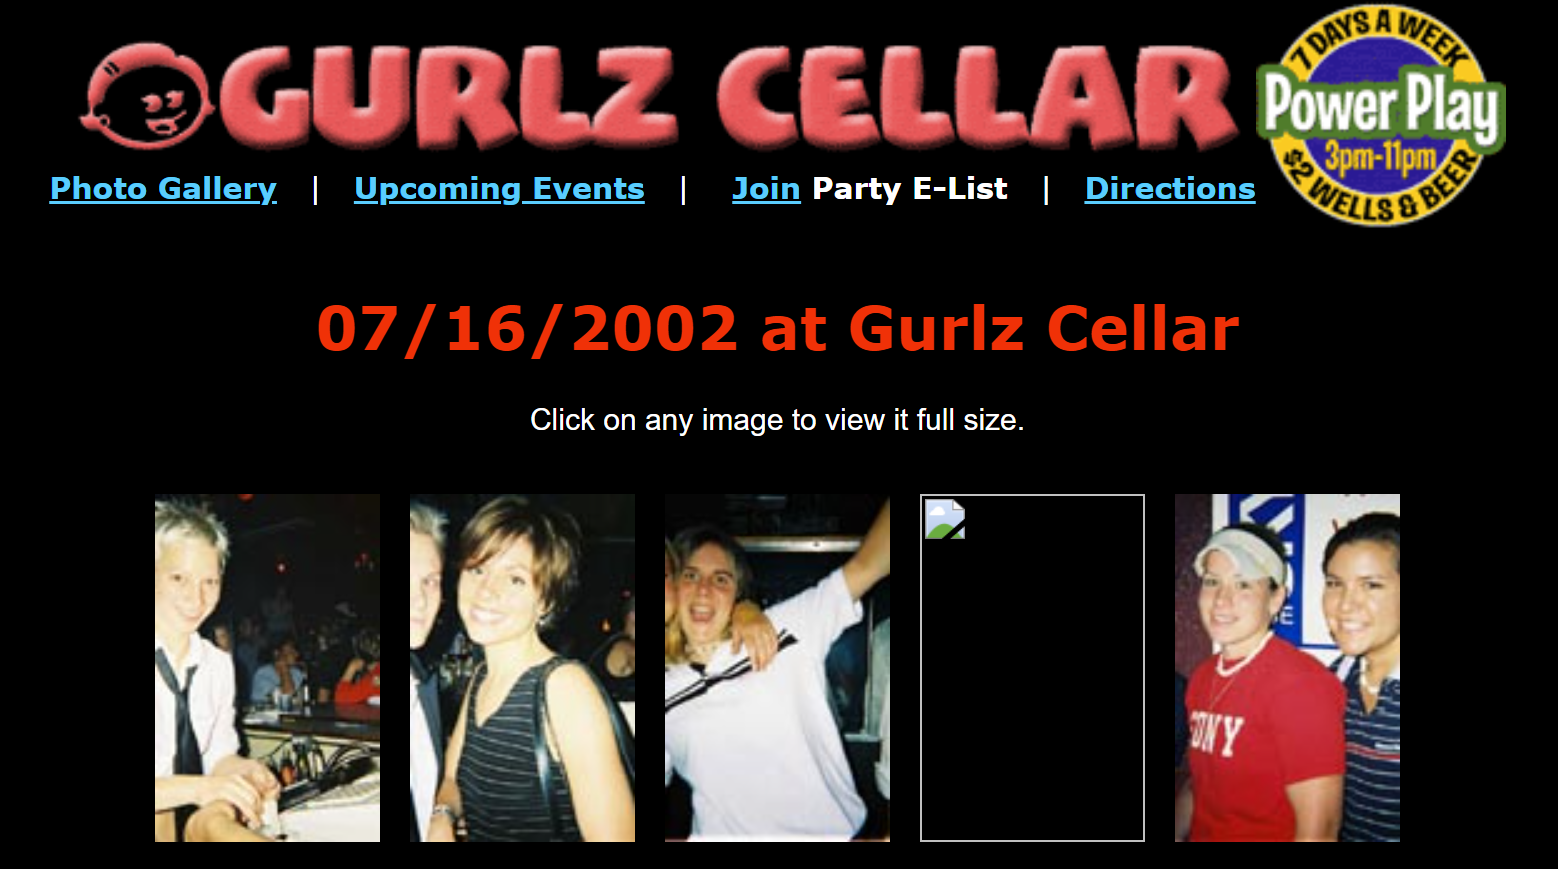 GURLZ CELLAR
7 DAYS A WEEK
Power Play
3pm-11pm
$2 WELLS & BEER
Photo Gallery | Upcoming Events | Join Party E-List | Directions
07/16/2002 at Gurlz Cellar
Click on any image to view it full size.